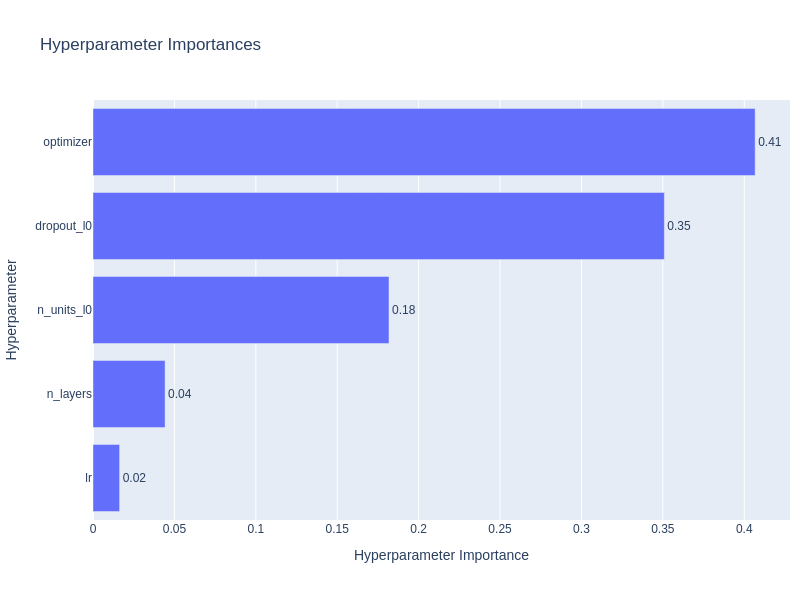 Hyperparameter Importances
Hyperparameter
optimizer
0.41
dropout_l0
0.35
n_units_l0
0.18
n_layers
0.04
lr
0.02
0
0.05
0.1
0.15
0.2
0.25
0.3
0.35
0.4
Hyperparameter Importance